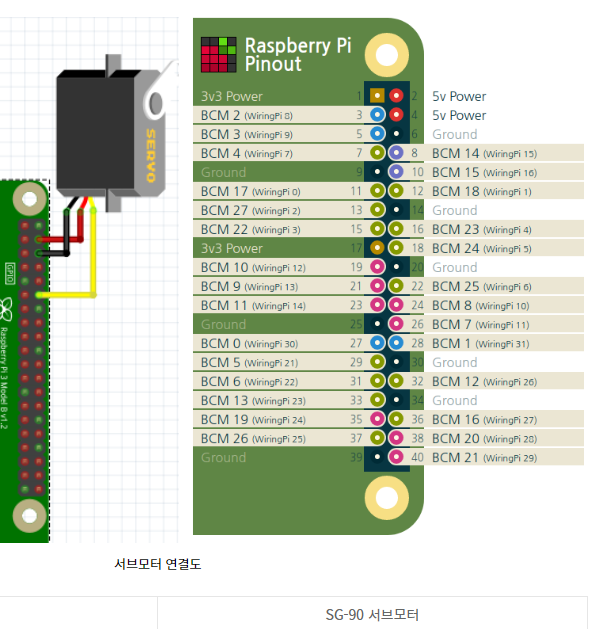 Raspberry Pi
Pinout
3v3 Power 1 2 5v Power
BCM 2 (WiringPi 8) 3 4 5v Power
BCM 3 (WiringPi 9) 5 6 Ground
BCM 4 (WiringPi 7) 7 8 BCM 14 (WiringPi 15)
Ground 9 10 BCM 15 (WiringPi 16)
BCM 17 (WiringPi 0) 11 12 BCM 18 (WiringPi 1)
BCM 27 (WiringPi 2) 13 14 Ground
BCM 22 (WiringPi 3) 15 16 BCM 23 (WiringPi 4)
3v3 Power 17 18 BCM 24 (WiringPi 5)
BCM 10 (WiringPi 12) 19 20 Ground
BCM 9 (WiringPi 13) 21 22 BCM 25 (WiringPi 6)
BCM 11 (WiringPi 14) 23 24 BCM 8 (WiringPi 10)
Ground 25 26 BCM 7 (WiringPi 11)
BCM 0 (WiringPi 30) 27 28 BCM 1 (WiringPi 31)
BCM 5 (WiringPi 21) 29 30 Ground
BCM 6 (WiringPi 22) 31 32 BCM 12 (WiringPi 26)
BCM 13 (WiringPi 23) 33 34 Ground
BCM 19 (WiringPi 24) 35 36 BCM 16 (WiringPi 27)
BCM 26 (WiringPi 25) 37 38 BCM 20 (WiringPi 28)
Ground 39 40 BCM 21 (WiringPi 29)
SERVO
GPIO
Raspberry Pi 3 Model B v1.2
서브모터 연결도
SG-90 서브모터